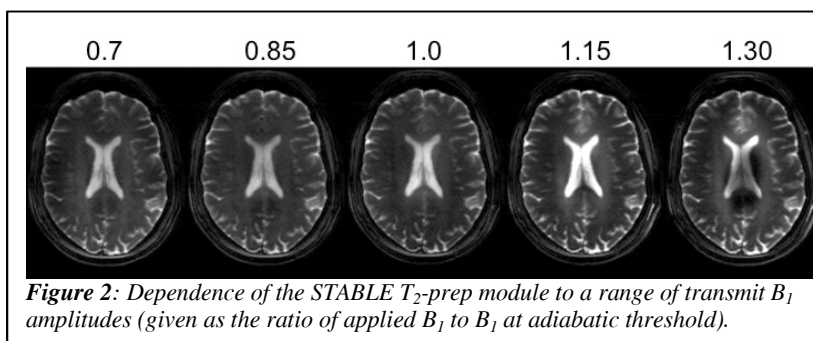 0.7 0.85 1.0 1.15 1.30
Figure 2: Dependence of the STABLE T₂-prep module to a range of transmit B₁
amplitudes (given as the ratio of applied B₁ to B₁ at adiabatic threshold).